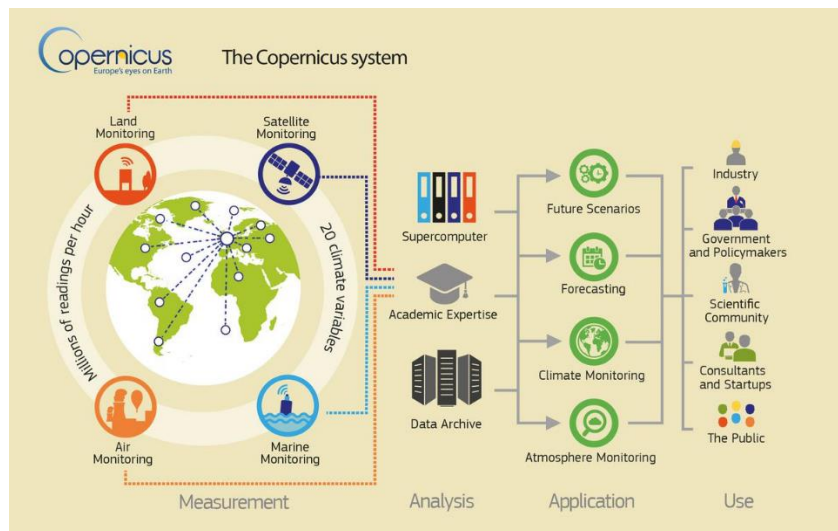 Copernicus
Europe's eyes on Earth
The Copernicus system
Land
Monitoring
Satellite
Monitoring
Millions of readings per hour
20 climate variables
Air
Monitoring
Marine
Monitoring
Supercomputer
Academic Expertise
Data Archive
Future Scenarios
Forecasting
Climate Monitoring
Atmosphere Monitoring
Industry
Government
and Policymakers
Scientific
Community
Consultants
and Startups
The Public
Measurement
Analysis
Application
Use